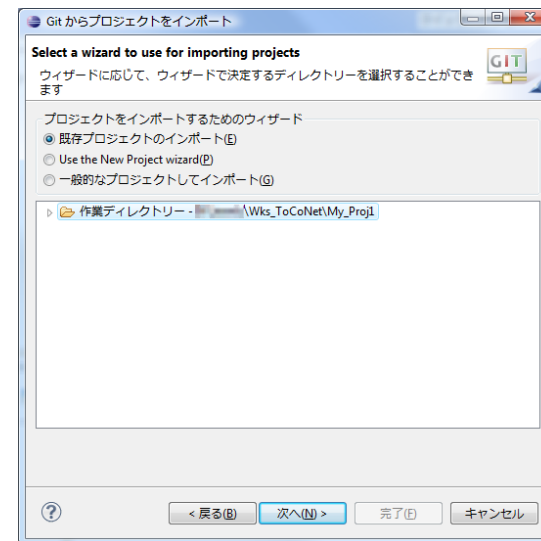 Git からプロジェクトをインポート
Select a wizard to use for importing projects
ウィザードに応じて、ウィザードで決定するディレクトリーを選択することができ
ます
GIT
プロジェクトをインポートするためのウィザード
既存プロジェクトのインポート(E)
Use the New Project wizard(P)
一般的なプロジェクトしてインポート(G)
作業ディレクトリー - \Wks_ToCoNet\My_Proj1
< 戻る(B)
次へ(N) >
完了(F)
キャンセル